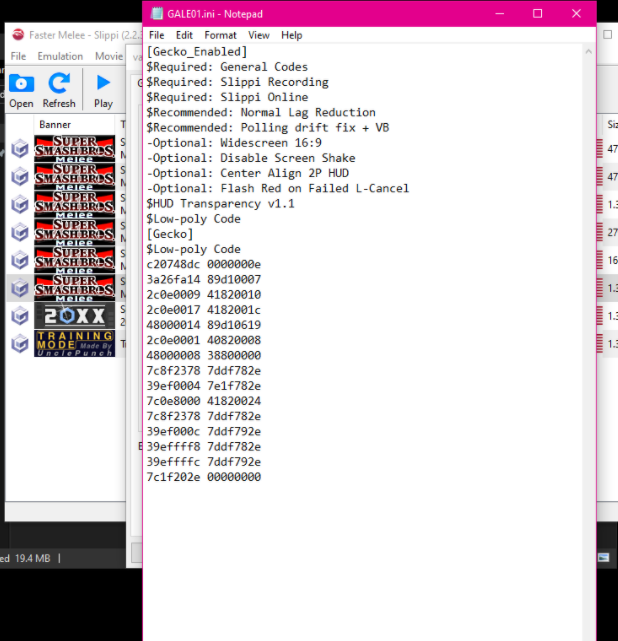 GALE01.ini - Notepad
File Edit Format View Help
[Gecko_Enabled]
$Required: General Codes
$Required: Slippi Recording
$Required: Slippi Online
$Recommended: Normal Lag Reduction
$Recommended: Polling drift fix + VB
-Optional: Widescreen 16:9
-Optional: Disable Screen Shake
-Optional: Center Align 2P HUD
-Optional: Flash Red on Failed L-Cancel
$HUD Transparency v1.1
$Low-poly Code
[Gecko]
$Low-poly Code
c20748dc 0000000e
3a26fa14 89d10007
2c0e0009 41820010
2c0e0017 4182001c
48000014 89d10619
2c0e0001 40820008
48000008 38800000
7c8f2378 7ddf782e
39ef0004 7e1f782e
7c0e8000 41820024
7c8f2378 7ddf782e
39ef000c 7ddf792e
39effff8 7ddf782e
39effffc 7ddf792e
7c1f202e 00000000
Faster Melee - Slippi (2.2.
File Emulation Movie
Open Refresh Play
Banner
SUPER SMASH BROS. Melee
SUPER SMASH BROS. Melee
SUPER SMASH BROS. Melee
SUPER SMASH BROS. Melee
SUPER SMASH BROS. Melee
SUPER SMASH BROS. Melee
20XX
TRAINING MODE Made By UnclePunch
Siz
47
47
1.3
27
16
1.3
1.3
1.3
ed 19.4 MB |